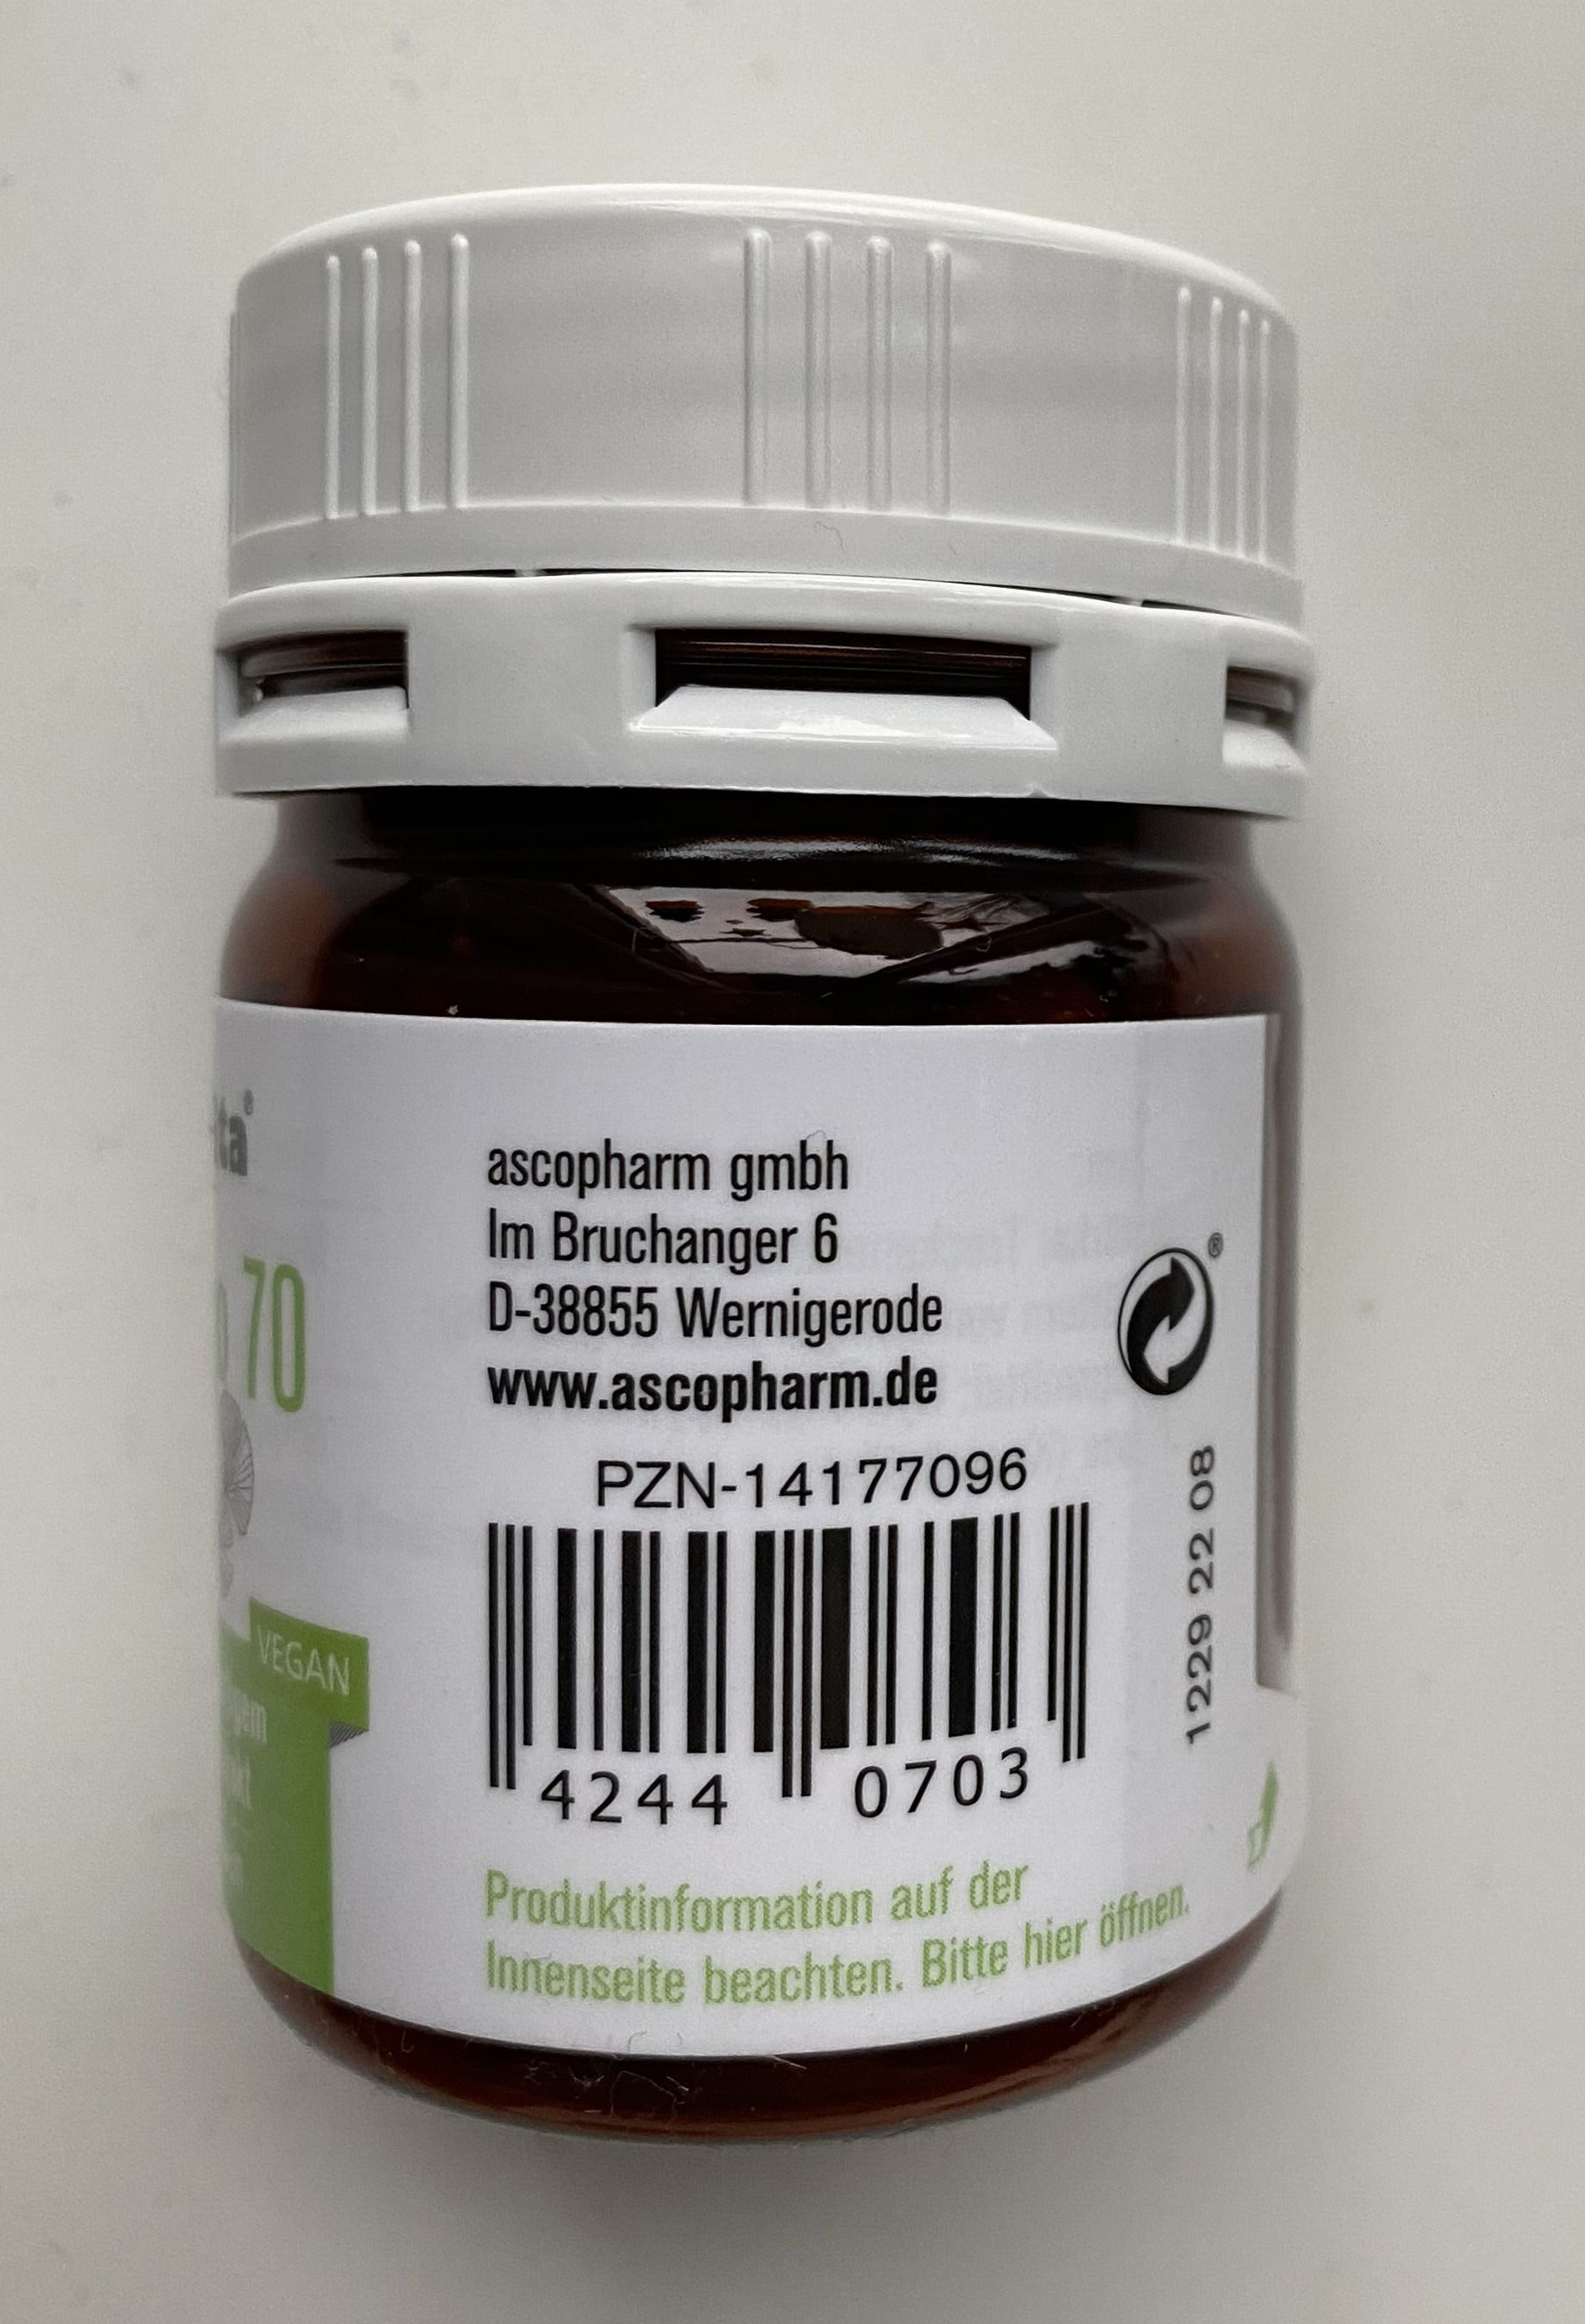 70
VEGAN
ascopharm gmbh
Im Bruchanger 6
D-38855 Wernigerode
www.ascopharm.de
®
PZN-14177096
4244 0703
1229 22 08
Produktinformation auf der
Innenseite beachten. Bitte hier öffnen.